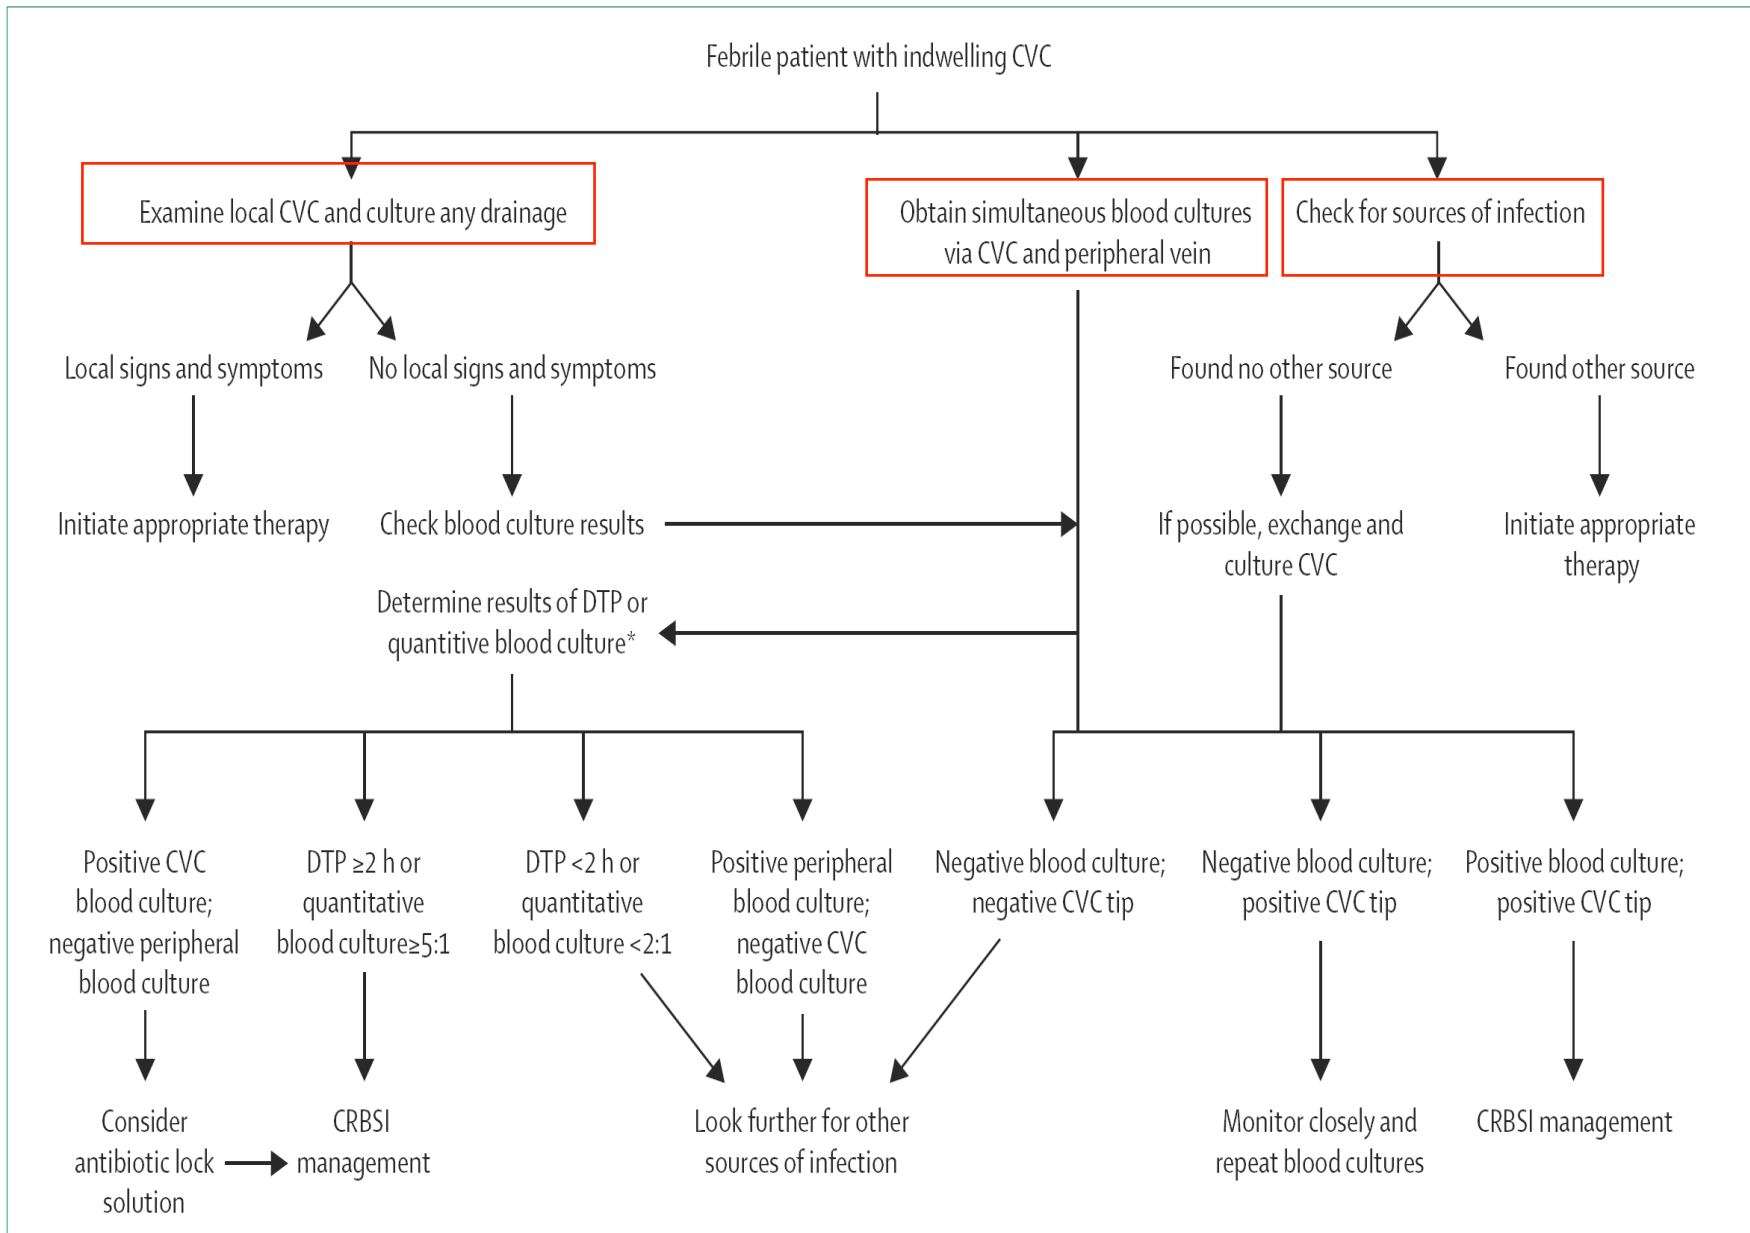 Febrile patient with indwelling CVC
Examine local CVC and culture any drainage
Obtain simultaneous blood cultures
via CVC and peripheral vein
Check for sources of infection
Local signs and symptoms
No local signs and symptoms
Found no other source
Found other source
Initiate appropriate therapy
Check blood culture results
If possible, exchange and
culture CVC
Initiate appropriate
therapy
Determine results of DTP or
quantitive blood culture*
Positive CVC
blood culture;
negative peripheral
blood culture
DTP ≥2 h or
quantitative
blood culture≥5:1
DTP <2 h or
quantitative
blood culture <2:1
Positive peripheral
blood culture;
negative CVC
blood culture
Negative blood culture;
negative CVC tip
Negative blood culture;
positive CVC tip
Positive blood culture;
positive CVC tip
Consider
antibiotic lock
solution
CRBSI
management
Look further for other
sources of infection
Monitor closely and
repeat blood cultures
CRBSI management